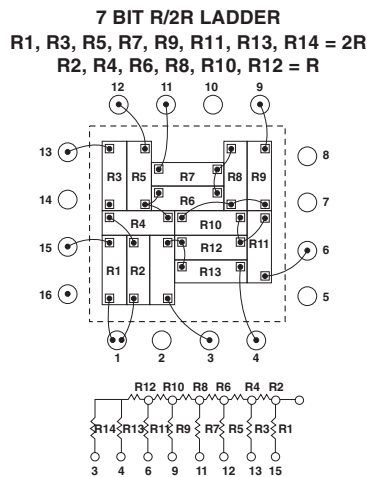 7 BIT R/2R LADDER
R1, R3, R5, R7, R9, R11, R13, R14 = 2R
R2, R4, R6, R8, R10, R12 = R
12 11 10 9
13 8
R3 R5 R7 R8 R9
R6
14 7
R4 R10
R11
15 R12 6
R1 R2 R13
16 5
1 2 3 4
R12 R10 R8 R6 R4 R2
R14 R13 R11 R9 R7 R5 R3 R1
3 4 6 9 11 12 13 15